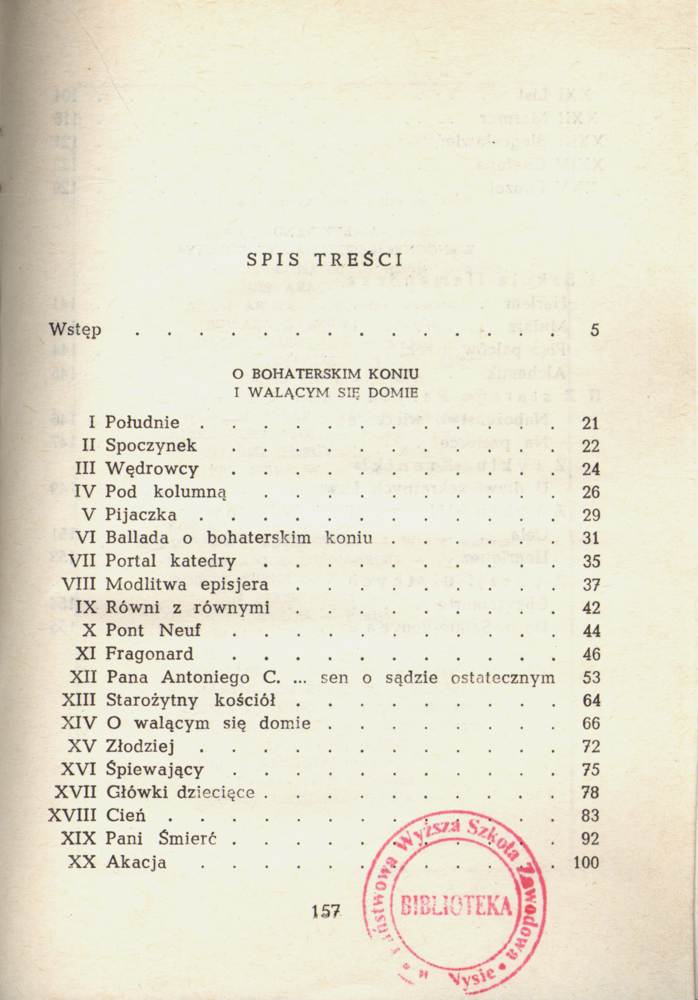 SPIS TREŚCI
Wstęp . . . . . . . . . . . . . . 5
O BOHATERSKIM KONIU
I WALĄCYM SIĘ DOMIE
I Południe . . . . . . . . . . . . 21
II Spoczynek . . . . . . . . . . . 22
III Wędrowcy . . . . . . . . . . . 24
IV Pod kolumną . . . . . . . . . . 26
V Pijaczka . . . . . . . . . . . . 29
VI Ballada o bohaterskim koniu . . . . . . 31
VII Portal katedry . . . . . . . . . . 35
VIII Modlitwa episjera . . . . . . . . . 37
IX Równi z równymi . . . . . . . . . 42
X Pont Neuf . . . . . . . . . . . 44
XI Fragonard . . . . . . . . . . . 46
XII Pana Antoniego C. ... sen o sądzie ostatecznym 53
XIII Starożytny kościół . . . . . . . . . 64
XIV O walącym się domie . . . . . . . . 66
XV Złodziej . . . . . . . . . . . . 72
XVI Śpiewający . . . . . . . . . . . 75
XVII Główki dziecięce . . . . . . . . . . 78
XVIII Cień . . . . . . . . . . . . . 83
XIX Pani Śmierć . . . . . . . . . . . 92
XX Akacja . . . . . . . . . . . . 100
157
Państwowa Wyższa Szkoła Zawodowa
w Nysie
BIBLIOTEKA